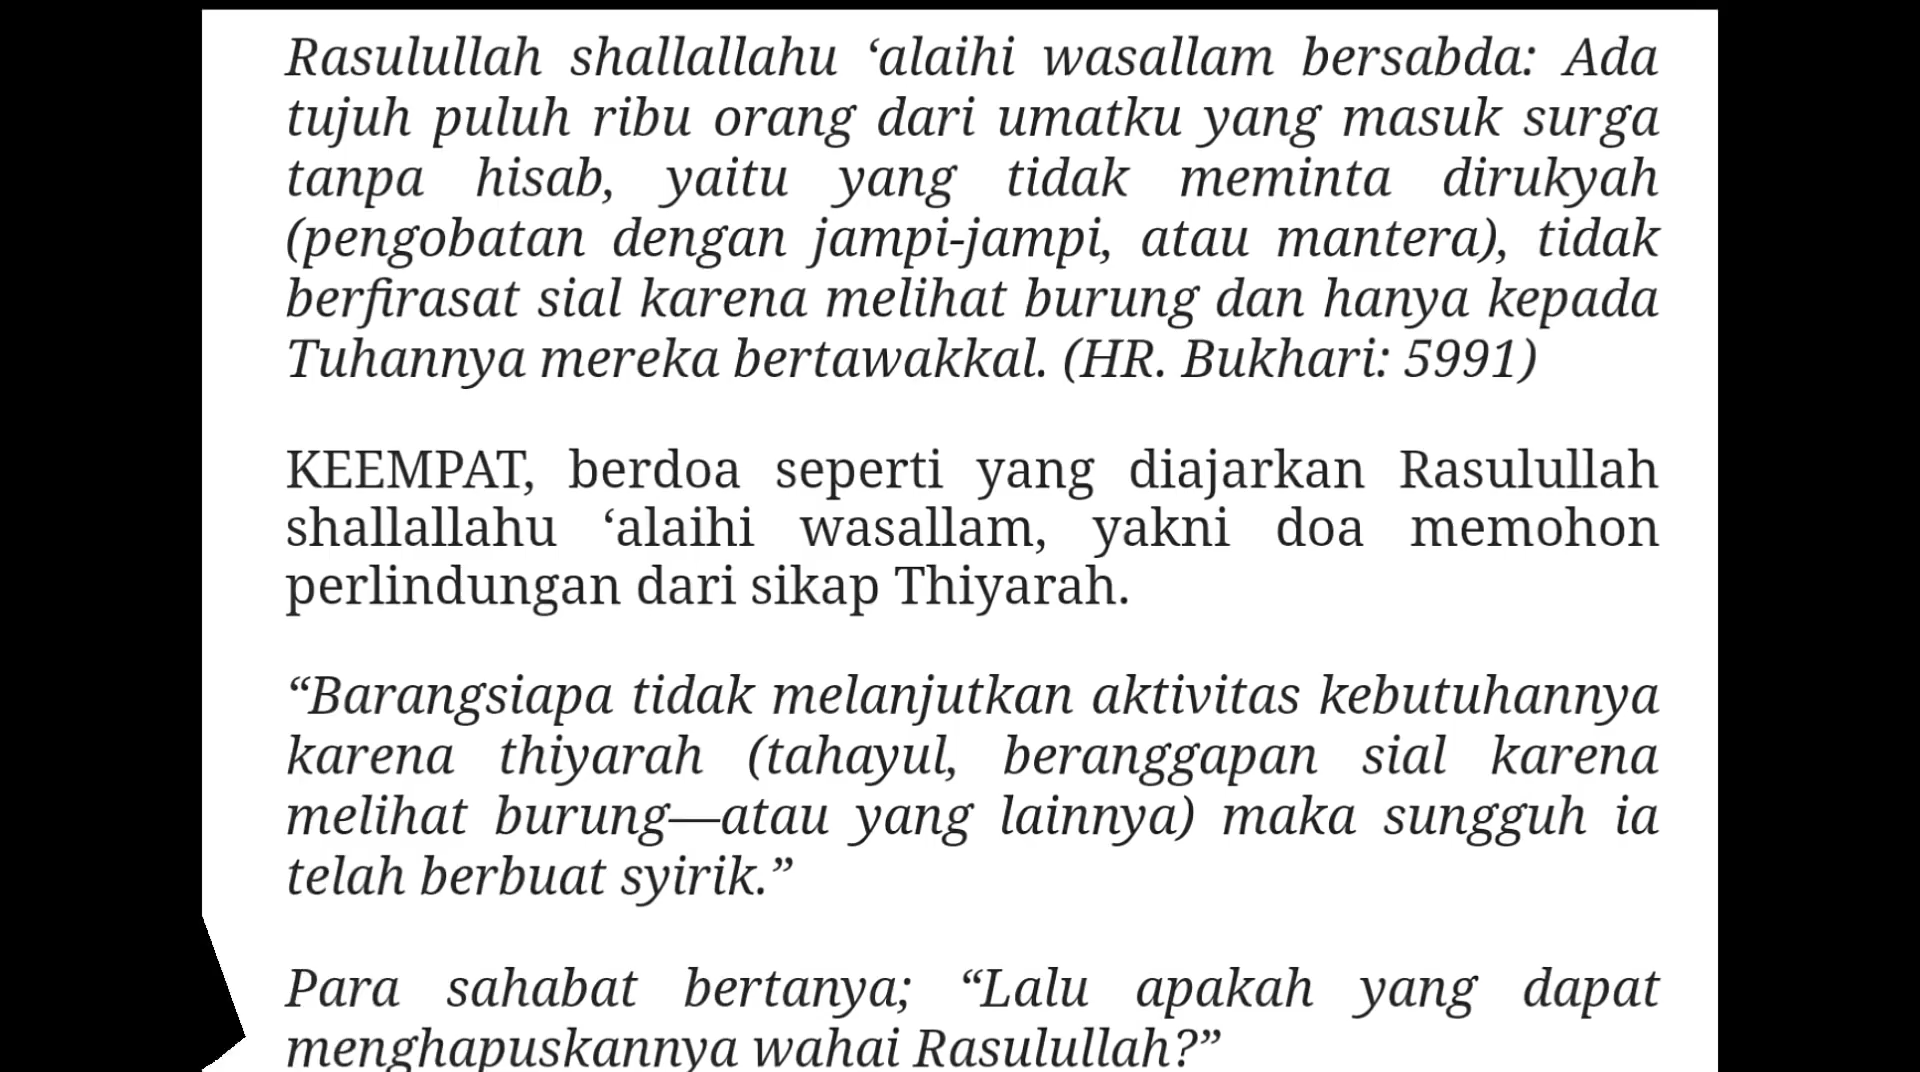 Rasulullah shallallahu ‘alaihi wasallam bersabda: Ada
tujuh puluh ribu orang dari umatku yang masuk surga
tanpa hisab, yaitu yang tidak meminta dirukyah
(pengobatan dengan jampi-jampi, atau mantera), tidak
berfirasat sial karena melihat burung dan hanya kepada
Tuhannya mereka bertawakkal. (HR. Bukhari: 5991)
KEEMPAT, berdoa seperti yang diajarkan Rasulullah
shallallahu ‘alaihi wasallam, yakni doa memohon
perlindungan dari sikap Thiyarah.
“Barangsiapa tidak melanjutkan aktivitas kebutuhannya
karena thiyarah (tahayul, beranggapan sial karena
melihat burung—atau yang lainnya) maka sungguh ia
telah berbuat syirik.”
Para sahabat bertanya; “Lalu apakah yang dapat
menghapuskannya wahai Rasulullah?”